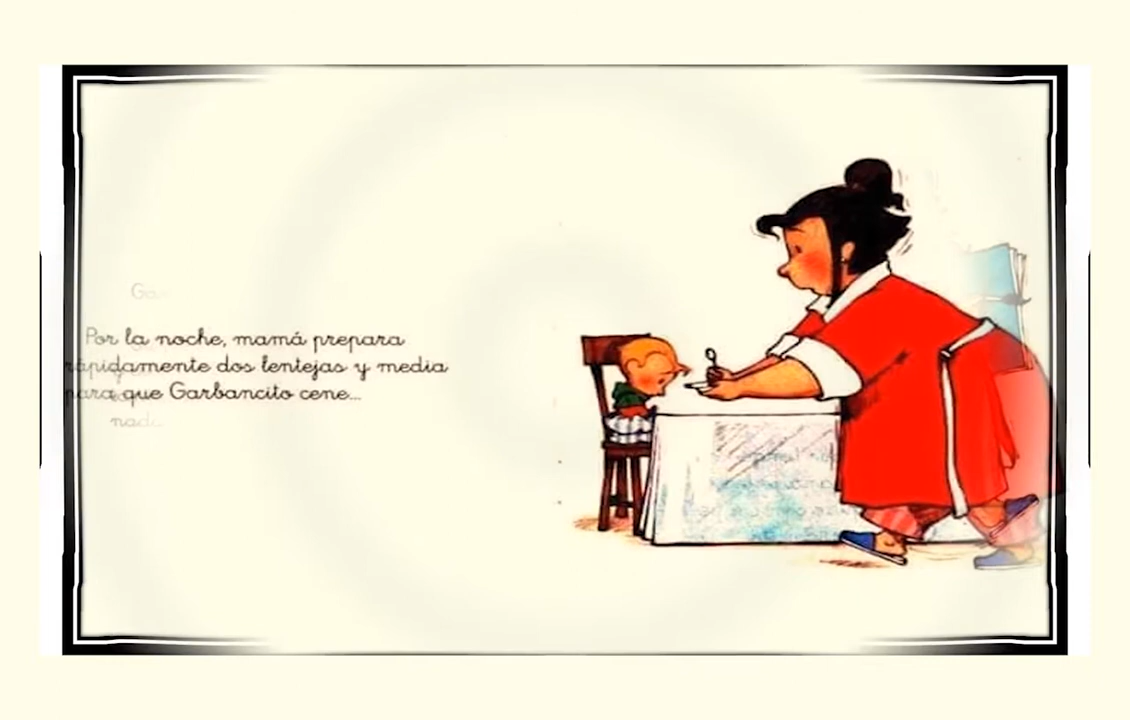 Por la noche, mamá prepara
rápidamente dos lentejas y media
para que Garbancito cene...